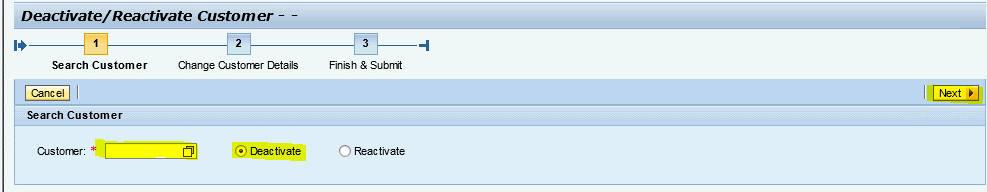 Deactivate/Reactivate Customer - -
1 2 3
Search Customer Change Customer Details Finish & Submit
Cancel Next
Search Customer
Customer: * Deactivate Reactivate